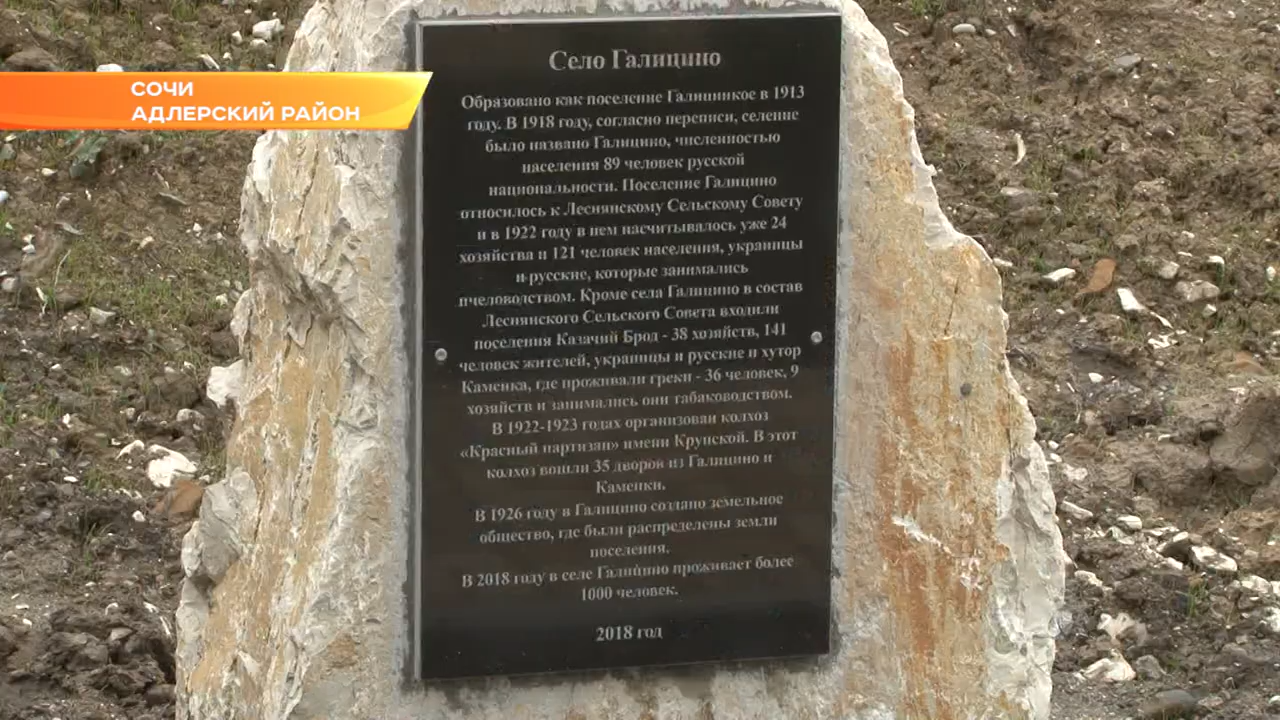 СОЧИ
АДЛЕРСКИЙ РАЙОН
Село Галицино
Образовано как поселение Галицинкое в 1913
году. В 1918 году, согласно переписи, селение
было названо Галицино, численностью
населения 89 человек русской
национальности. Поселение Галицино
относилось к Леснянскому Сельскому Совету
и в 1922 году в нем насчитывалось уже 24
хозяйства и 121 человек населения, украинцы
и русские, которые занимались
пчеловодством. Кроме села Галицино в состав
Леснянского Сельского Совета входили
поселения Казачий Брод - 38 хозяйств, 141
человек жителей, украинцы и русские и хутор
Каменка, где проживали греки - 36 человек, 9
хозяйств и занимались они табаководством.
В 1922-1923 годах организован колхоз
«Красный партизан» имени Крупской. В этот
колхоз вошли 35 дворов из Галицино и
Каменки.
В 1926 году в Галицино создано земельное
общество, где были распределены земли
поселения.
В 2018 году в селе Галицино проживает более
1000 человек.
2018 год